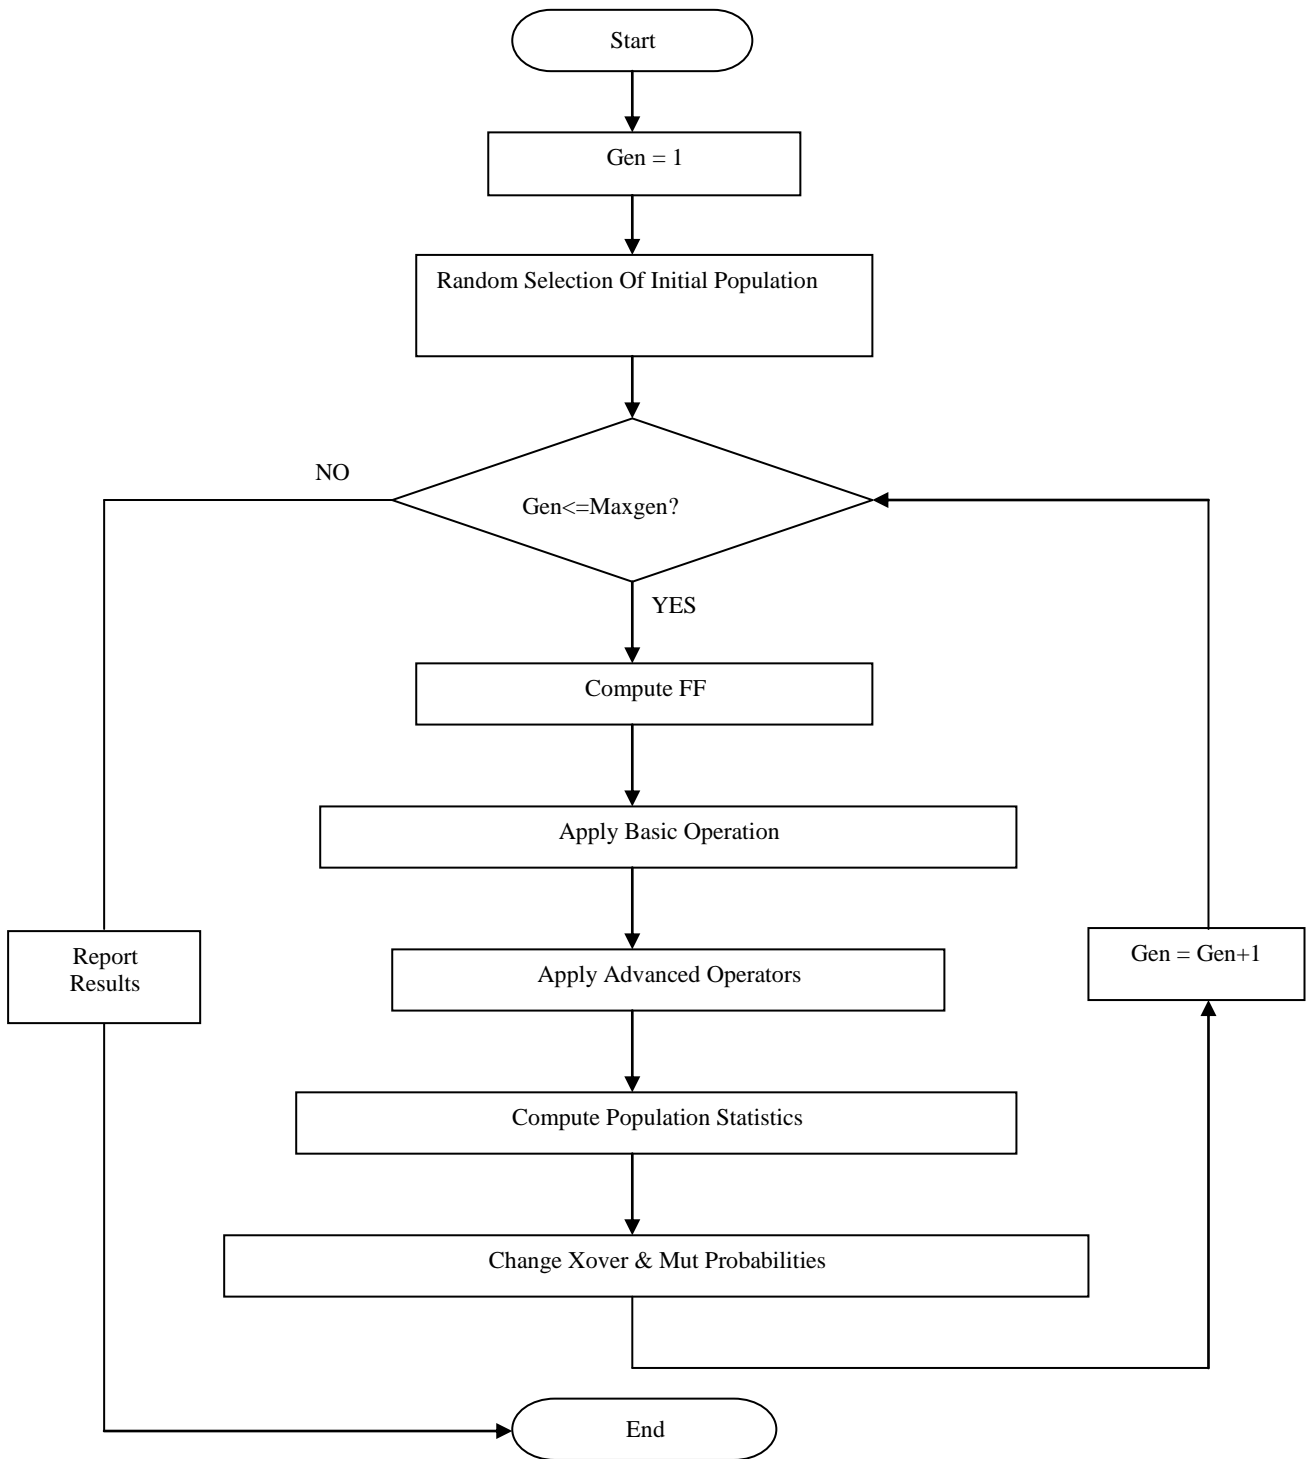 Start
Gen = 1
Random Selection Of Initial Population
NO
Gen<=Maxgen?
YES
Compute FF
Apply Basic Operation
Report
Results
Gen = Gen+1
Apply Advanced Operators
Compute Population Statistics
Change Xover & Mut Probabilities
End